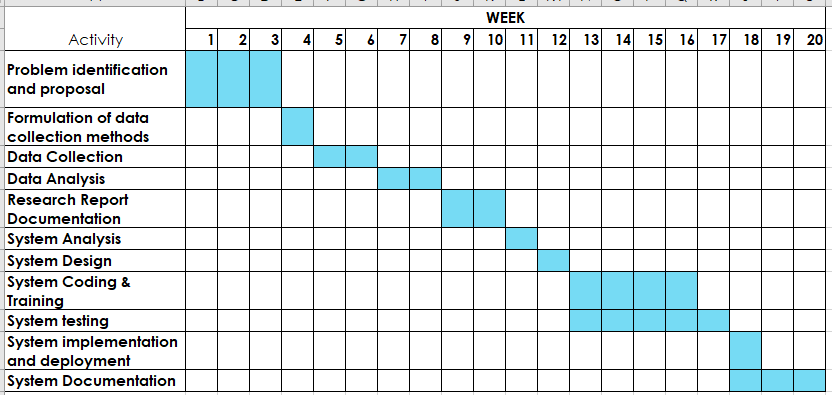 WEEK
Activity 1 2 3 4 5 6 7 8 9 10 11 12 13 14 15 16 17 18 19 20
Problem identification
and proposal
Formulation of data
collection methods
Data Collection
Data Analysis
Research Report
Documentation
System Analysis
System Design
System Coding &
Training
System testing
System implementation
and deployment
System Documentation